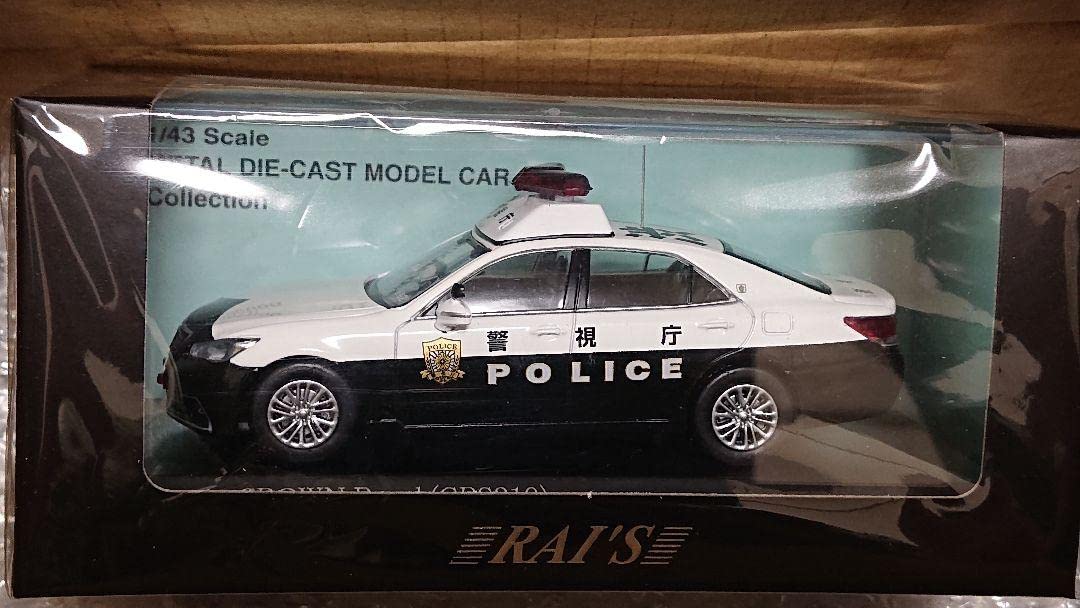 1/43 Scale
METAL DIE-CAST MODEL CAR
Collection
警視庁
POLICE
POLICE
RAI'S